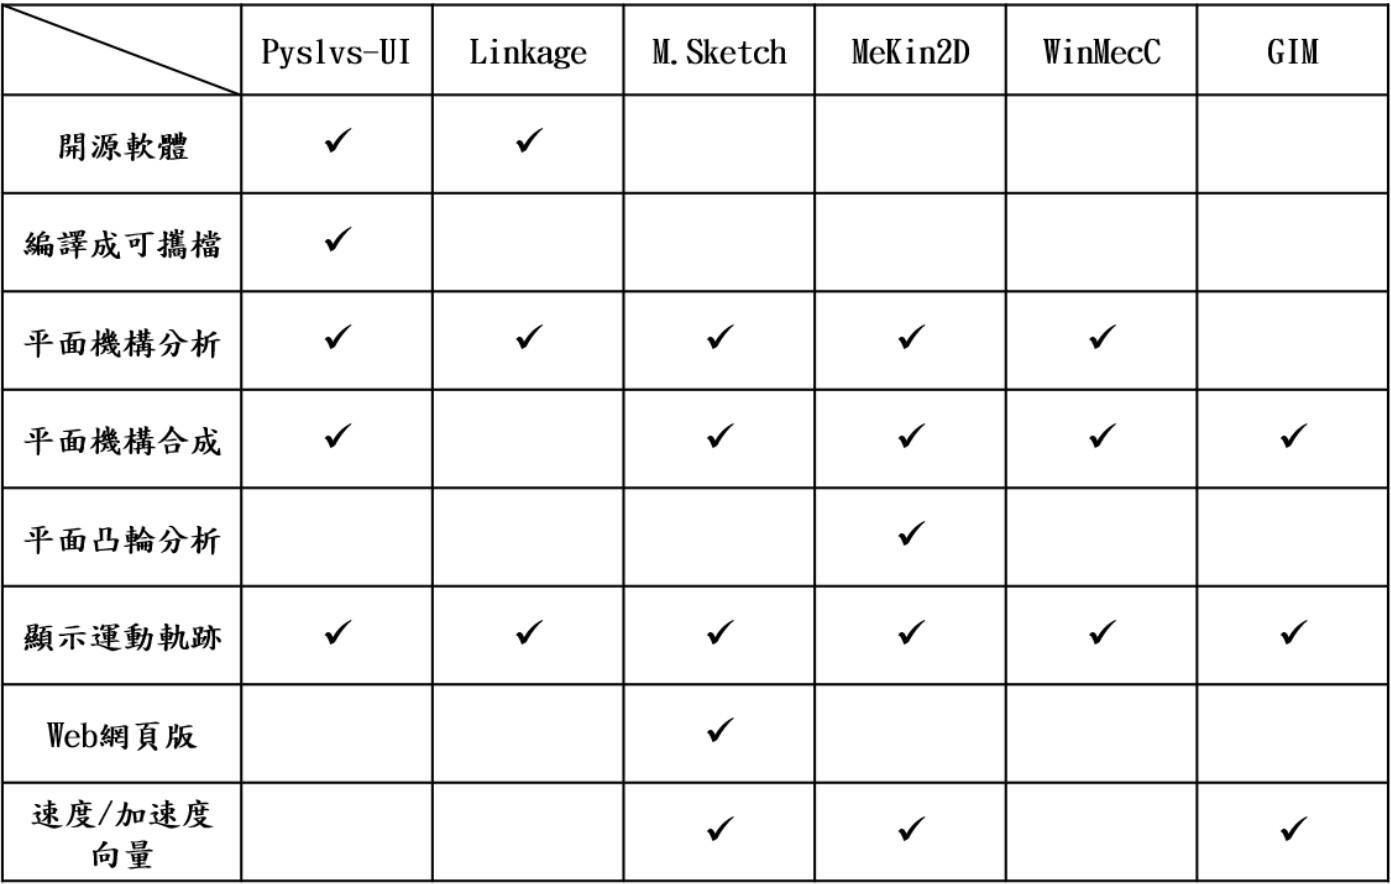 Pyslvs-UI Linkage M.Sketch MeKin2D WinMecC GIM
開源軟體 ✓ ✓
編譯成可攜檔 ✓
平面機構分析 ✓ ✓ ✓ ✓ ✓
平面機構合成 ✓ ✓ ✓ ✓ ✓
平面凸輪分析 ✓
顯示運動軌跡 ✓ ✓ ✓ ✓ ✓ ✓
Web網頁版 ✓
速度/加速度
向量 ✓ ✓ ✓